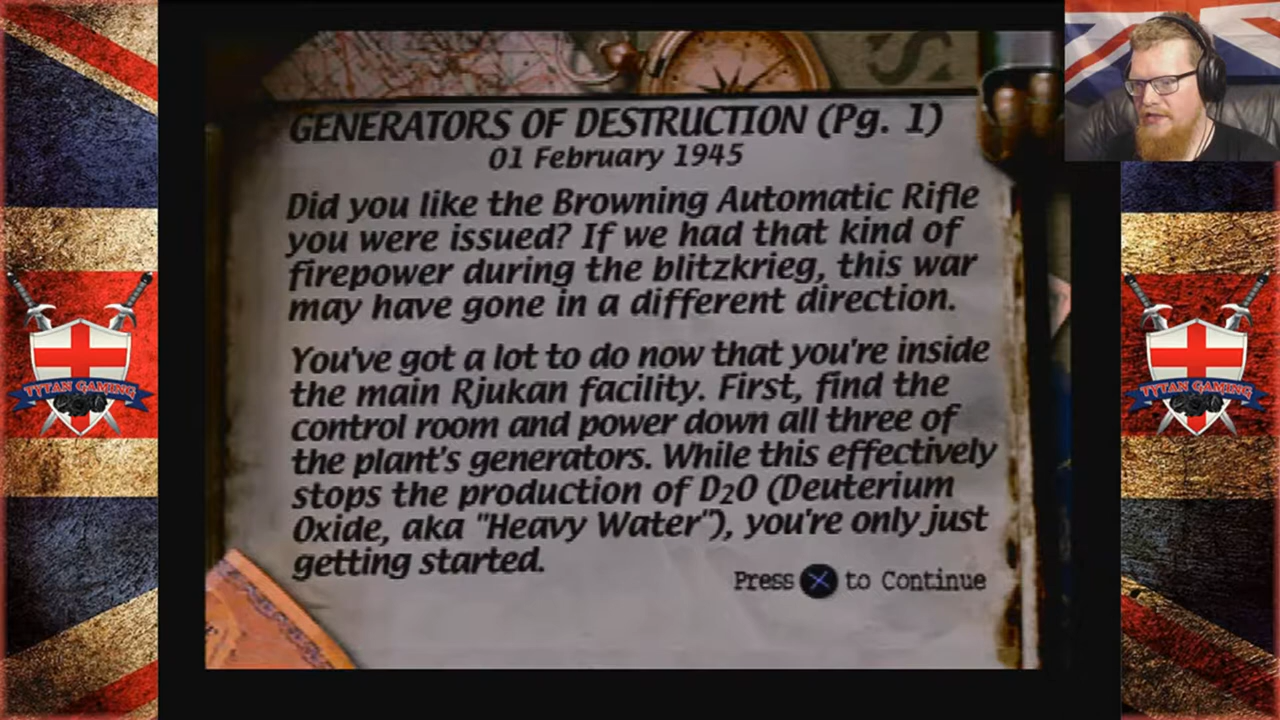 GENERATORS OF DESTRUCTION (Pg. 1)
01 February 1945
Did you like the Browning Automatic Rifle
you were issued? If we had that kind of
firepower during the blitzkrieg, this war
may have gone in a different direction.
You've got a lot to do now that you're inside
the main Rjukan facility. First, find the
control room and power down all three of
the plant's generators. While this effectively
stops the production of D₂O (Deuterium
Oxide, aka "Heavy Water"), you're only just
getting started.
Press to Continue
TYTAN GAMING
TYTAN GAMING